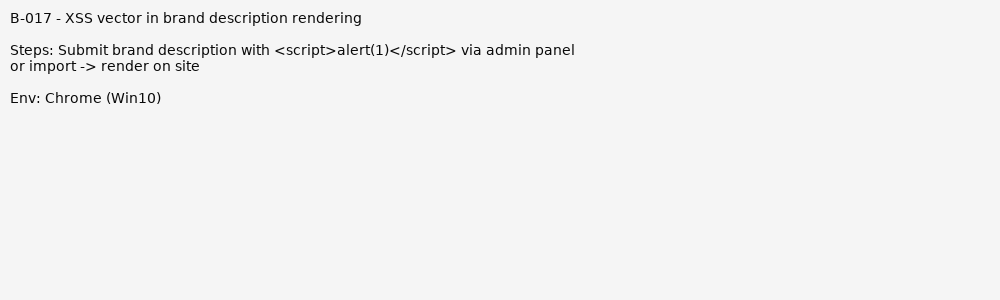 B-017 - XSS vector in brand description rendering
Steps: Submit brand description with <script>alert(1)</script> via admin panel
or import -> render on site
Env: Chrome (Win10)